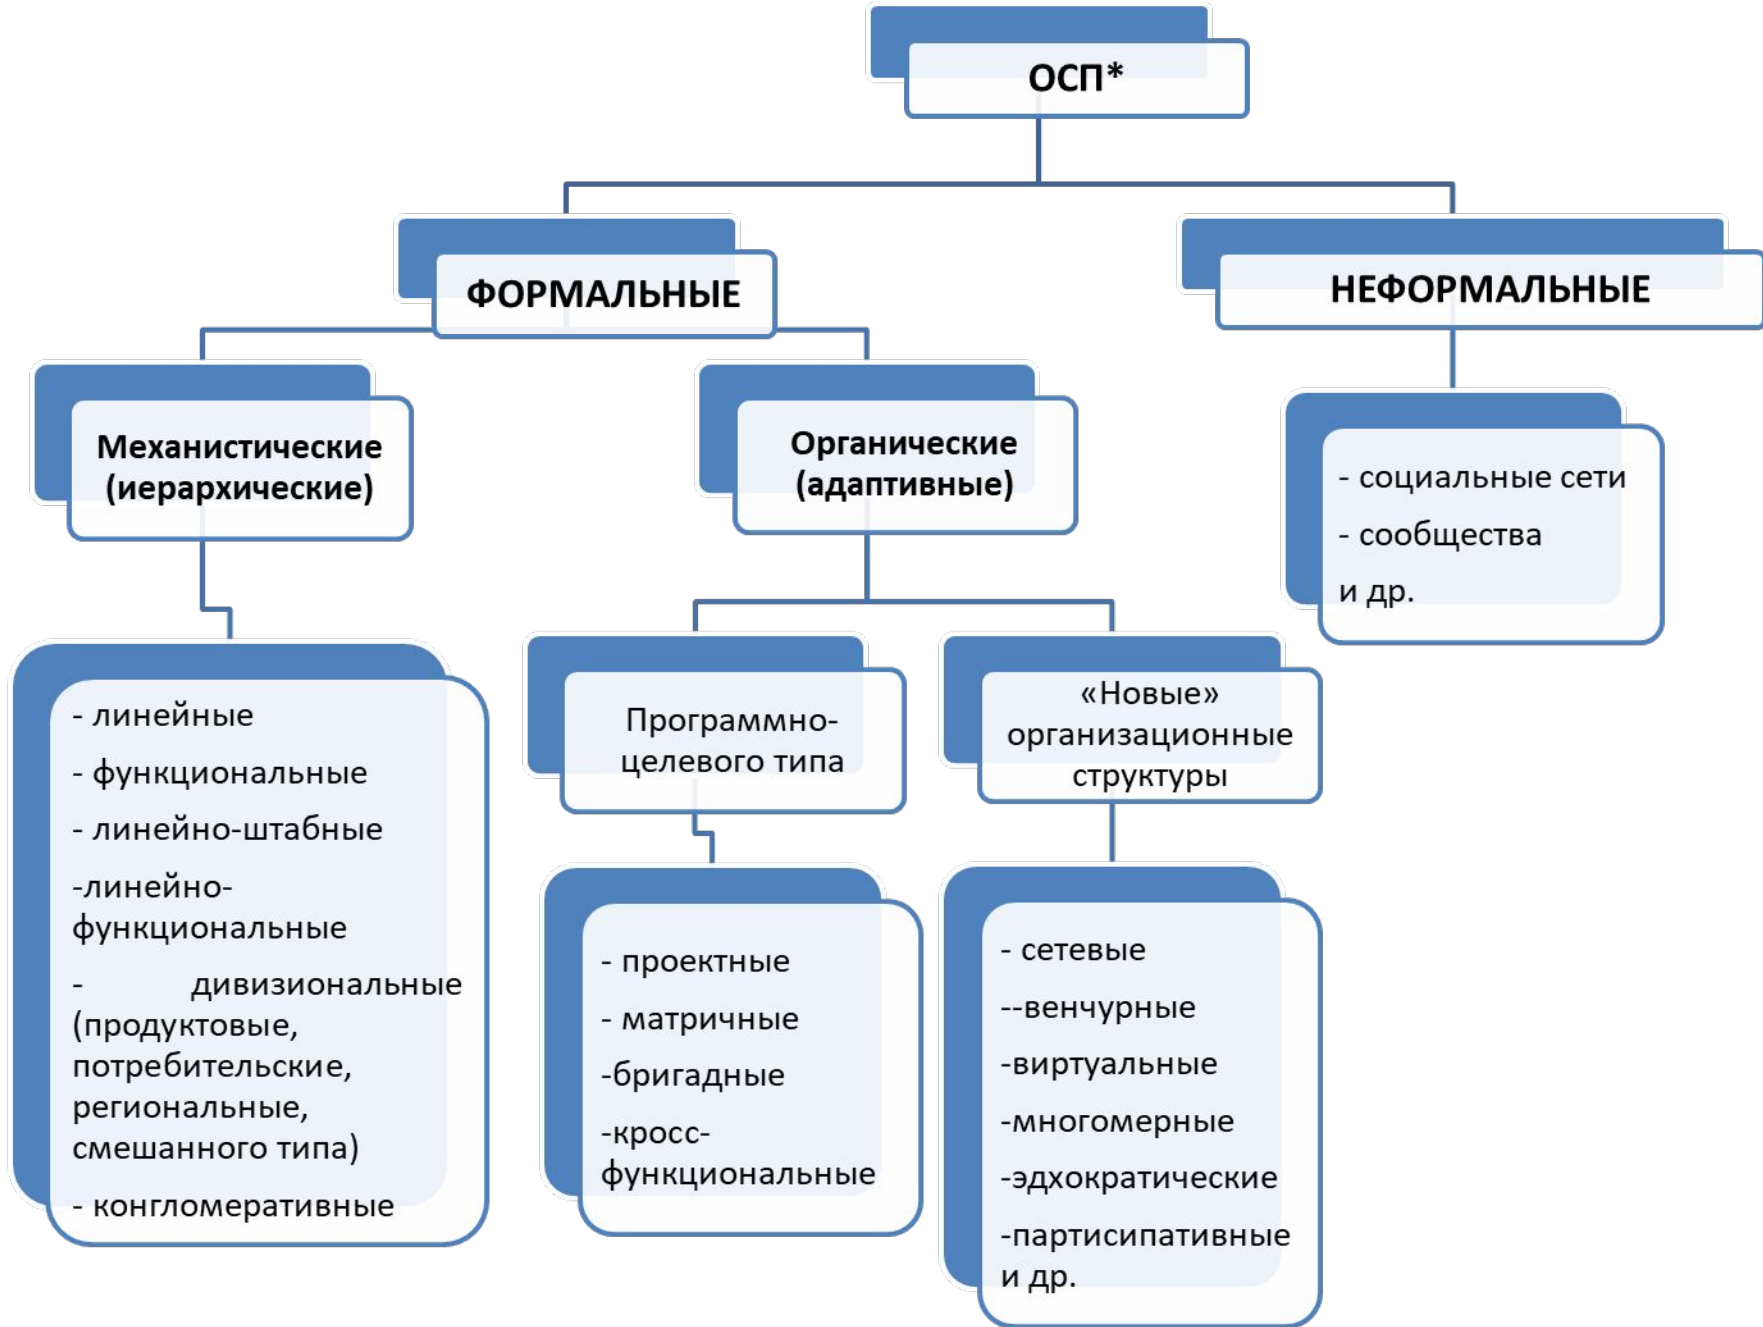 ОСП*
ФОРМАЛЬНЫЕ
НЕФОРМАЛЬНЫЕ
Механистические
(иерархические)
Органические
(адаптивные)
- социальные сети
- сообщества
и др.
- линейные
- функциональные
- линейно-штабные
-линейно-
функциональные
- дивизиональные
(продуктовые,
потребительские,
региональные,
смешанного типа)
- конгломеративные
Программно-
целевого типа
«Новые»
организационные
структуры
- проектные
- матричные
-бригадные
-кросс-
функциональные
- сетевые
--венчурные
-виртуальные
-многомерные
-эдхократические
-партисипативные
и др.